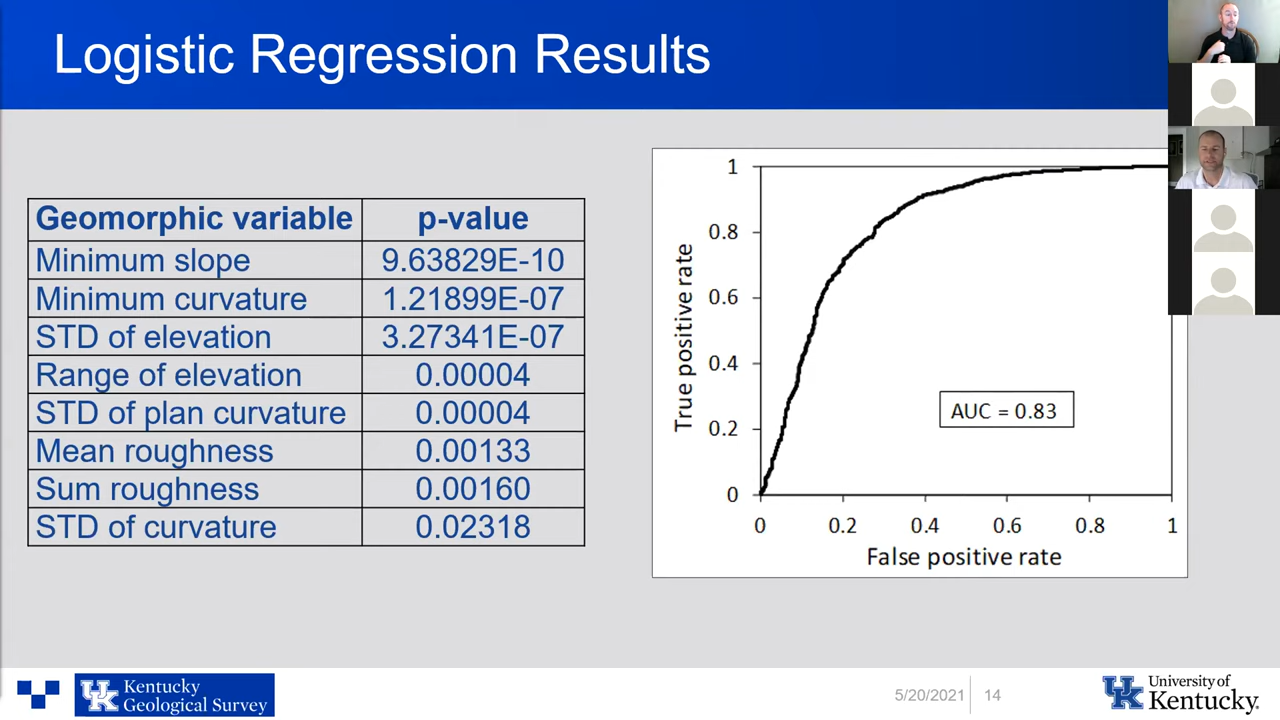 Logistic Regression Results
Geomorphic variable p-value
Minimum slope 9.63829E-10
Minimum curvature 1.21899E-07
STD of elevation 3.27341E-07
Range of elevation 0.00004
STD of plan curvature 0.00004
Mean roughness 0.00133
Sum roughness 0.00160
STD of curvature 0.02318
True positive rate
1
0.8
0.6
0.4
0.2
0
AUC = 0.83
0 0.2 0.4 0.6 0.8 1
False positive rate
UK Kentucky
Geological Survey
5/20/2021 14
UK University of
Kentucky.